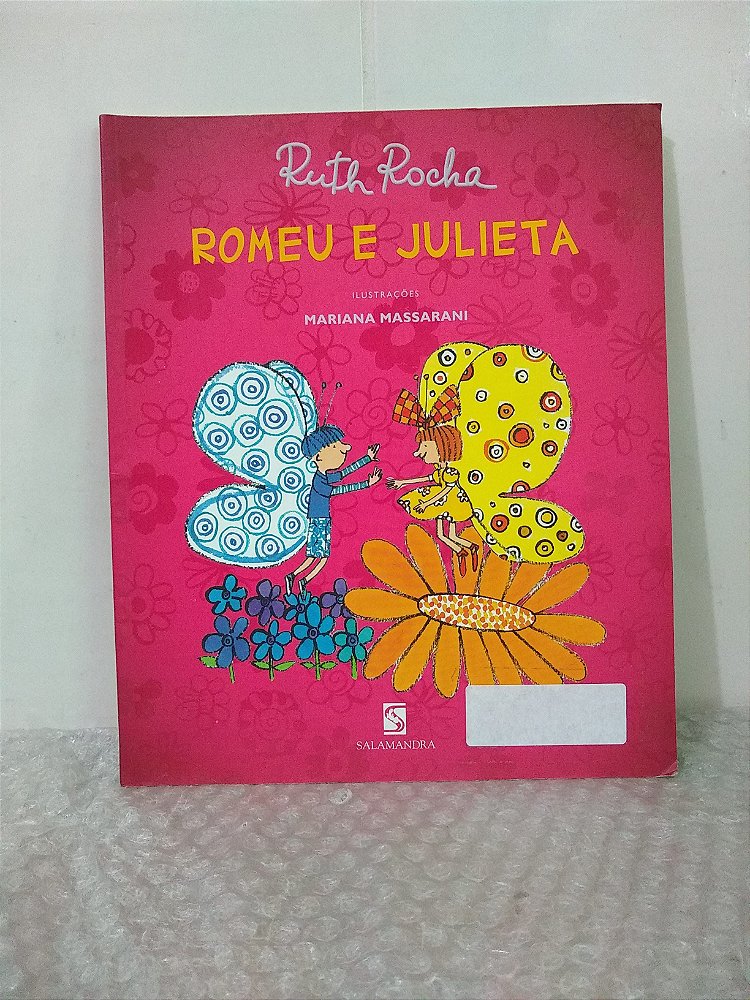 Ruth Rocha
ROMEU E JULIETA
ILUSTRAÇÕES
MARIANA MASSARANI
SALAMANDRA